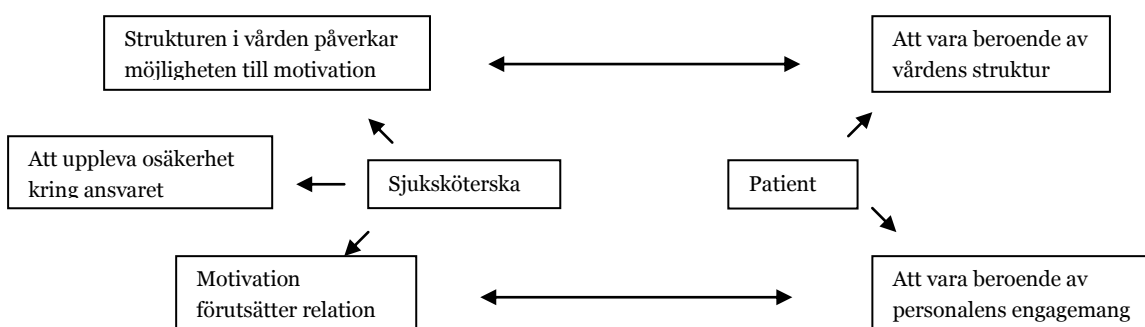 Strukturen i vården påverkar
möjligheten till motivation
Att vara beroende av
vårdens struktur
Att uppleva osäkerhet
kring ansvaret
Sjuksköterska
Patient
Motivation
förutsätter relation
Att vara beroende av
personalens engagemang